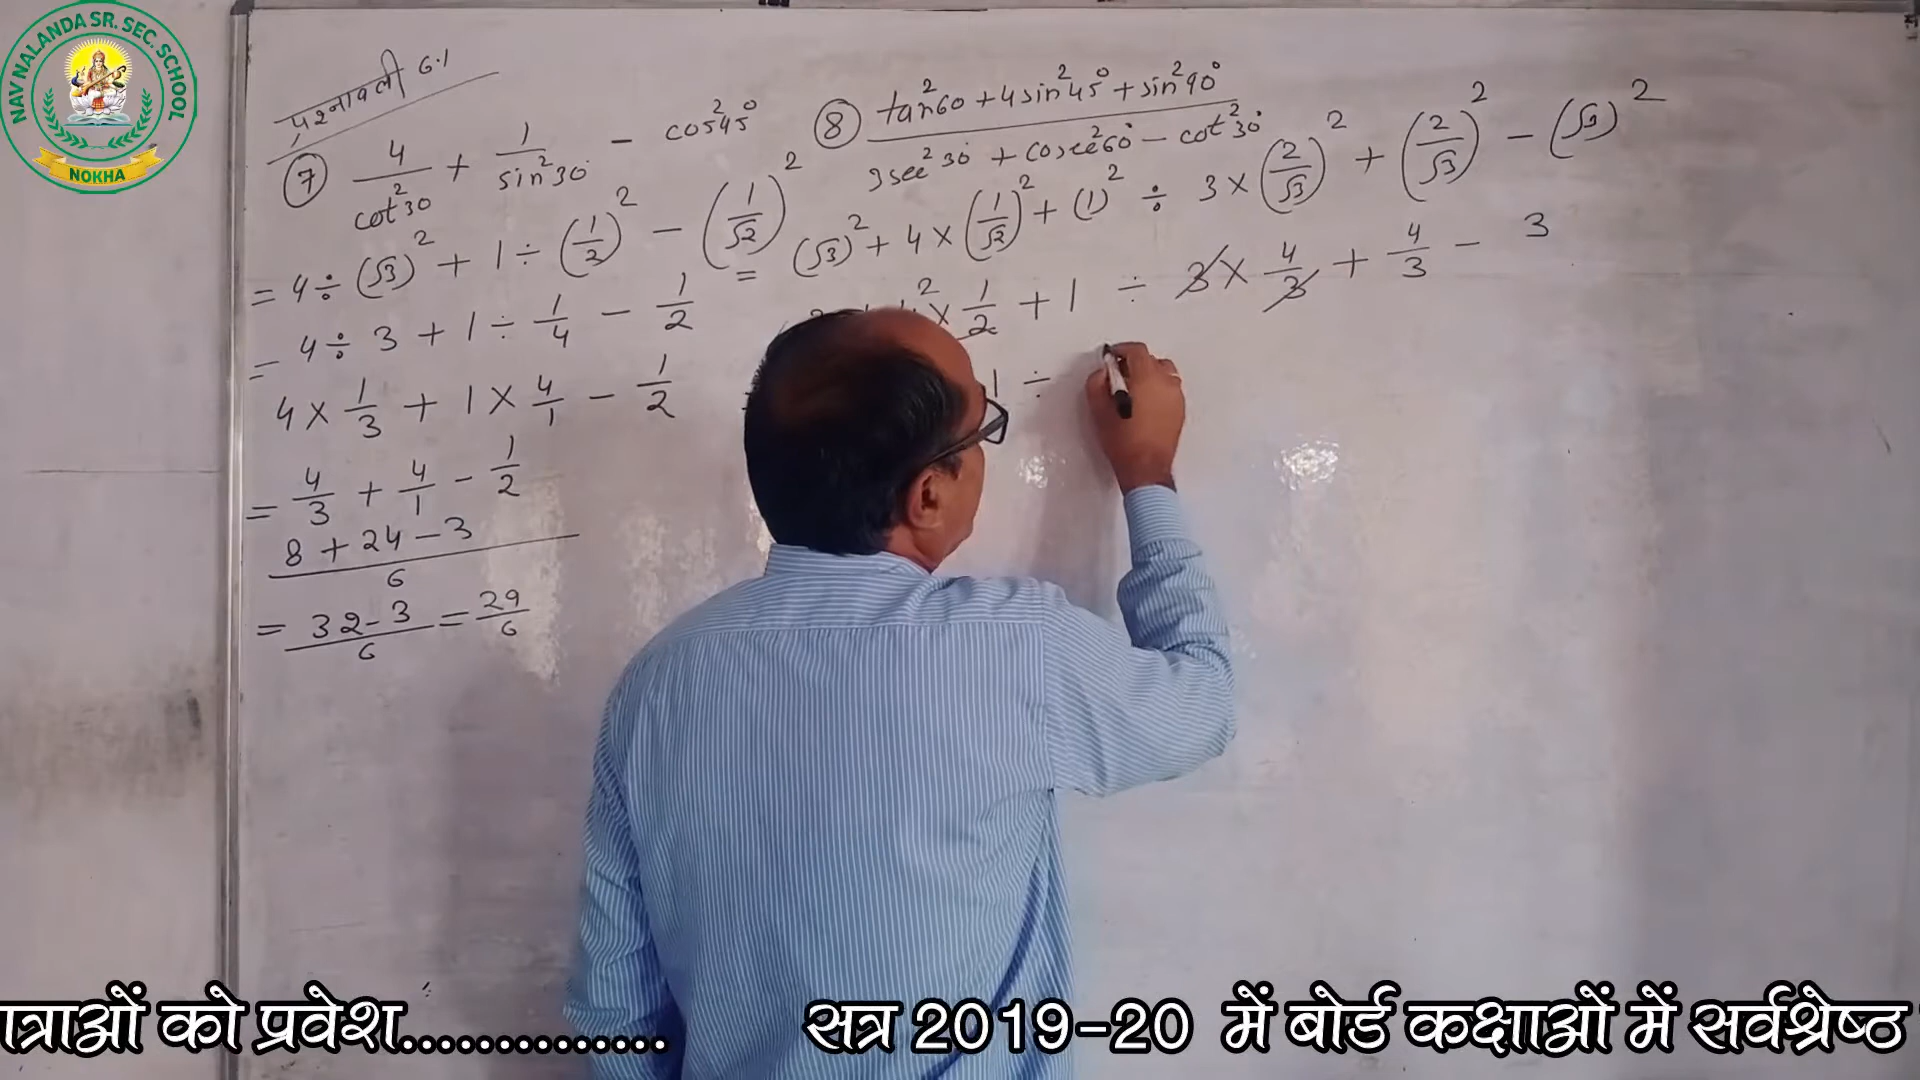 NAV NALANDA SR. SEC. SCHOOL
NOKHA
प्रश्नावली 6.1
⑦ 4/cot²30 + 1/sin²30° - cos²45°
= 4 ÷ (√3)² + 1 ÷ (1/2)² - (1/√2)²
= 4 ÷ 3 + 1 ÷ 1/4 - 1/2
4 × 1/3 + 1 × 4/1 - 1/2
= 4/3 + 4/1 - 1/2
8 + 24 - 3
6
= 32 - 3/6 = 29/6
⑧ tan²60 + 4 sin²45° + sin²90°
3 sec²30 + cosec²60° - cot²30°
= (√3)² + 4 × (1/√2)² + (1)² ÷ 3 × (2/√3)² + (2/√3)² - (√3)²
× 1/2 + 1 ÷ 3 × 4/3 + 4/3 - 3
1 ÷
ात्राओं को प्रवेश.............. सत्र 2019-20 में बोर्ड कक्षाओं में सर्वश्रेष्ठ